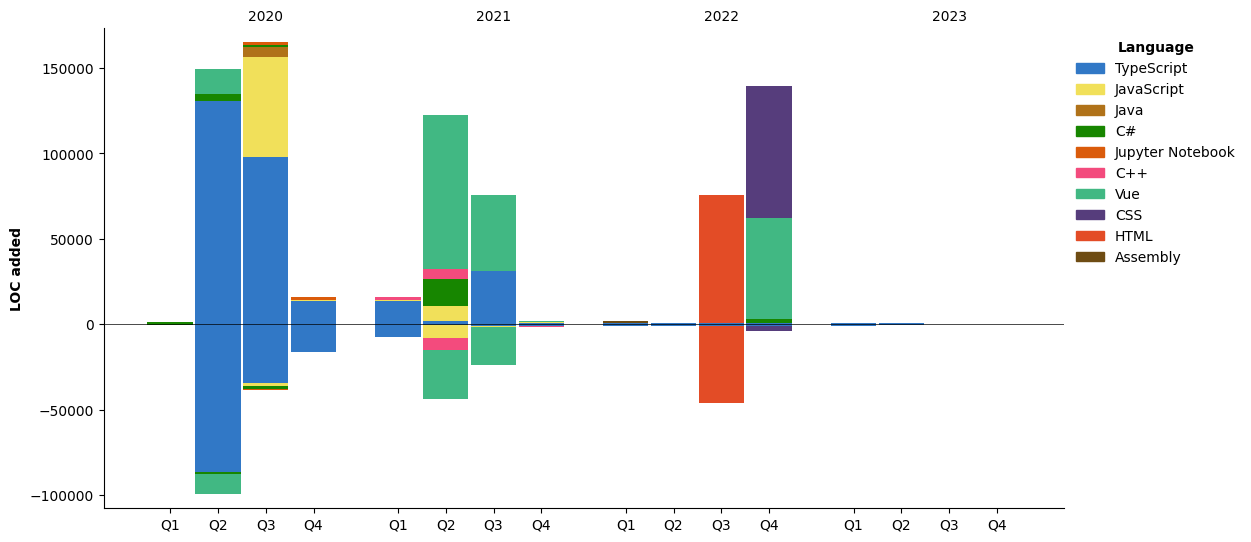 2020 2021 2022 2023
Language
TypeScript
JavaScript
Java
C#
Jupyter Notebook
C++
Vue
CSS
HTML
Assembly
LOC added
150000
100000
50000
0
−50000
−100000
Q1 Q2 Q3 Q4 Q1 Q2 Q3 Q4 Q1 Q2 Q3 Q4 Q1 Q2 Q3 Q4